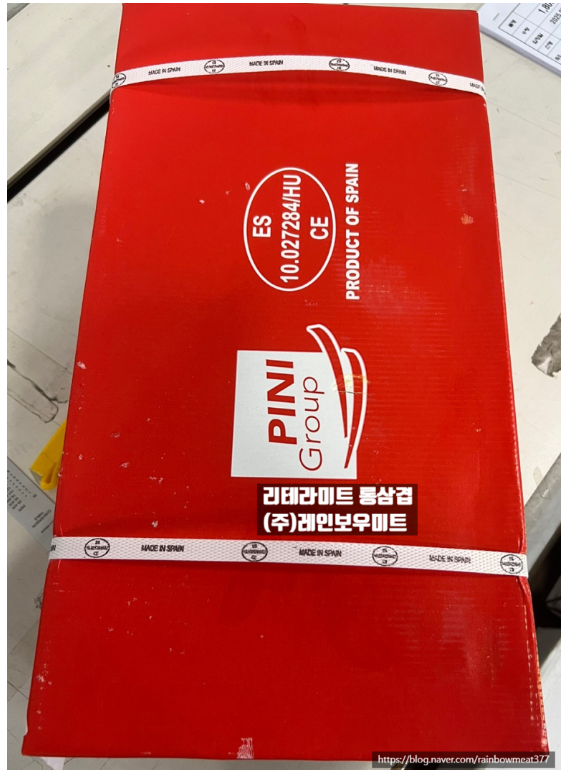 MADE IN SPAIN
MADE IN SPAIN
ES
10.027284/HU
CE
PRODUCT OF SPAIN
PINI
Group
리테라미트 통삼겹
(주)레인보우미트
MADE IN SPAIN
MADE IN SPAIN
MADE IN SPAIN
https://blog.naver.com/rainbowmeat377